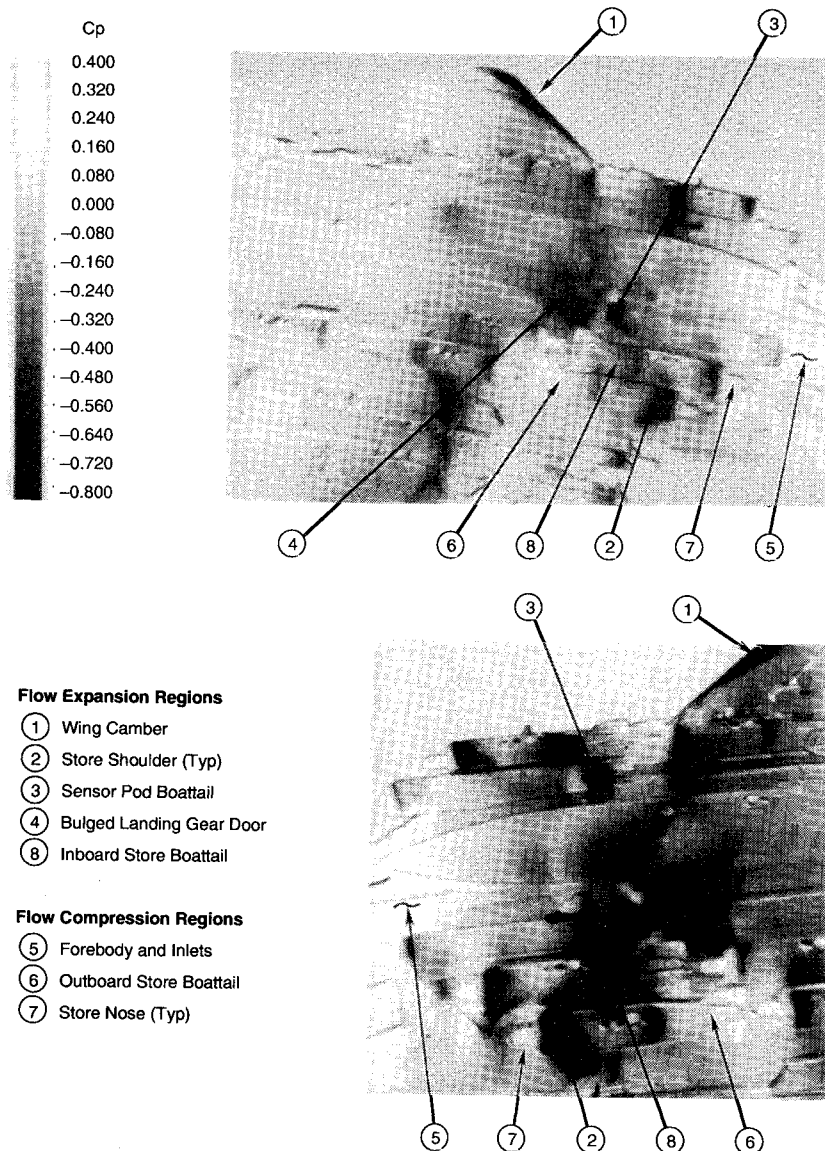 Cp
0.400
0.320
0.240
0.160
0.080
0.000
−0.080
−0.160
−0.240
−0.320
−0.400
−0.480
−0.560
−0.640
−0.720
−0.800
1
3
4
6
8
2
7
5
3
1
Flow Expansion Regions
1 Wing Camber
2 Store Shoulder (Typ)
3 Sensor Pod Boattail
4 Bulged Landing Gear Door
8 Inboard Store Boattail
Flow Compression Regions
5 Forebody and Inlets
6 Outboard Store Boattail
7 Store Nose (Typ)
5
7
2
8
6